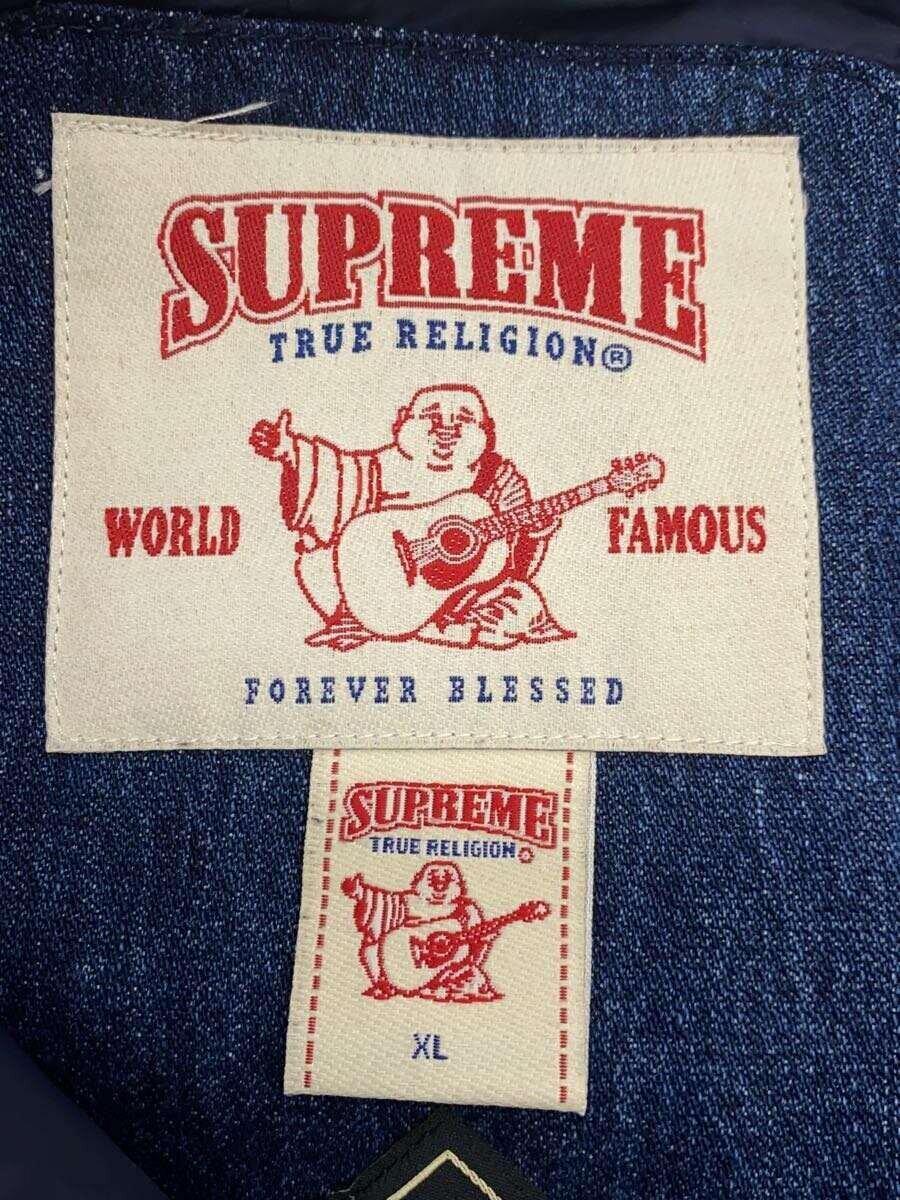 SUPREME
TRUE RELIGION®
WORLD FAMOUS
FOREVER BLESSED
SUPREME
TRUE RELIGION®
XL